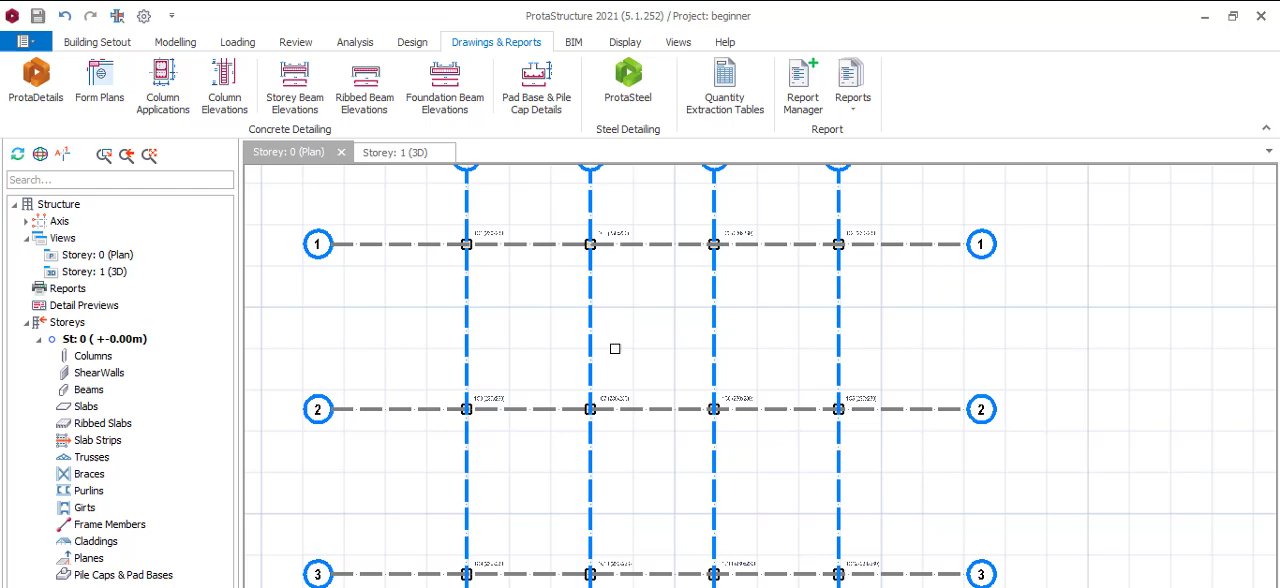 ProtaStructure 2021 (5.1.252) / Project: beginner
Building Setout Modelling Loading Review Analysis Design Drawings & Reports BIM Display Views Help
ProtaDetails
Form Plans
Column Applications
Column Elevations
Storey Beam Elevations
Ribbed Beam Elevations
Foundation Beam Elevations
Pad Base & Pile Cap Details
ProtaSteel
Quantity Extraction Tables
Report Manager
Reports
Concrete Detailing
Steel Detailing
Report
Storey: 0 (Plan)
Storey: 1 (3D)
Search...
Structure
Axis
Views
Storey: 0 (Plan)
Storey: 1 (3D)
Reports
Detail Previews
Storeys
St: 0 ( +-0.00m)
Columns
ShearWalls
Beams
Slabs
Ribbed Slabs
Slab Strips
Trusses
Braces
Purlins
Girts
Frame Members
Claddings
Planes
Pile Caps & Pad Bases
1 1
2 2
3 3